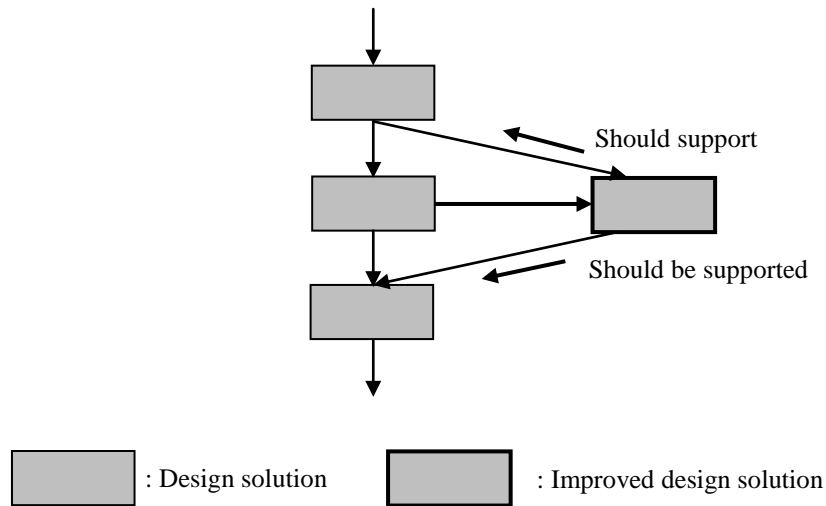 Should support
Should be supported
: Design solution
: Improved design solution